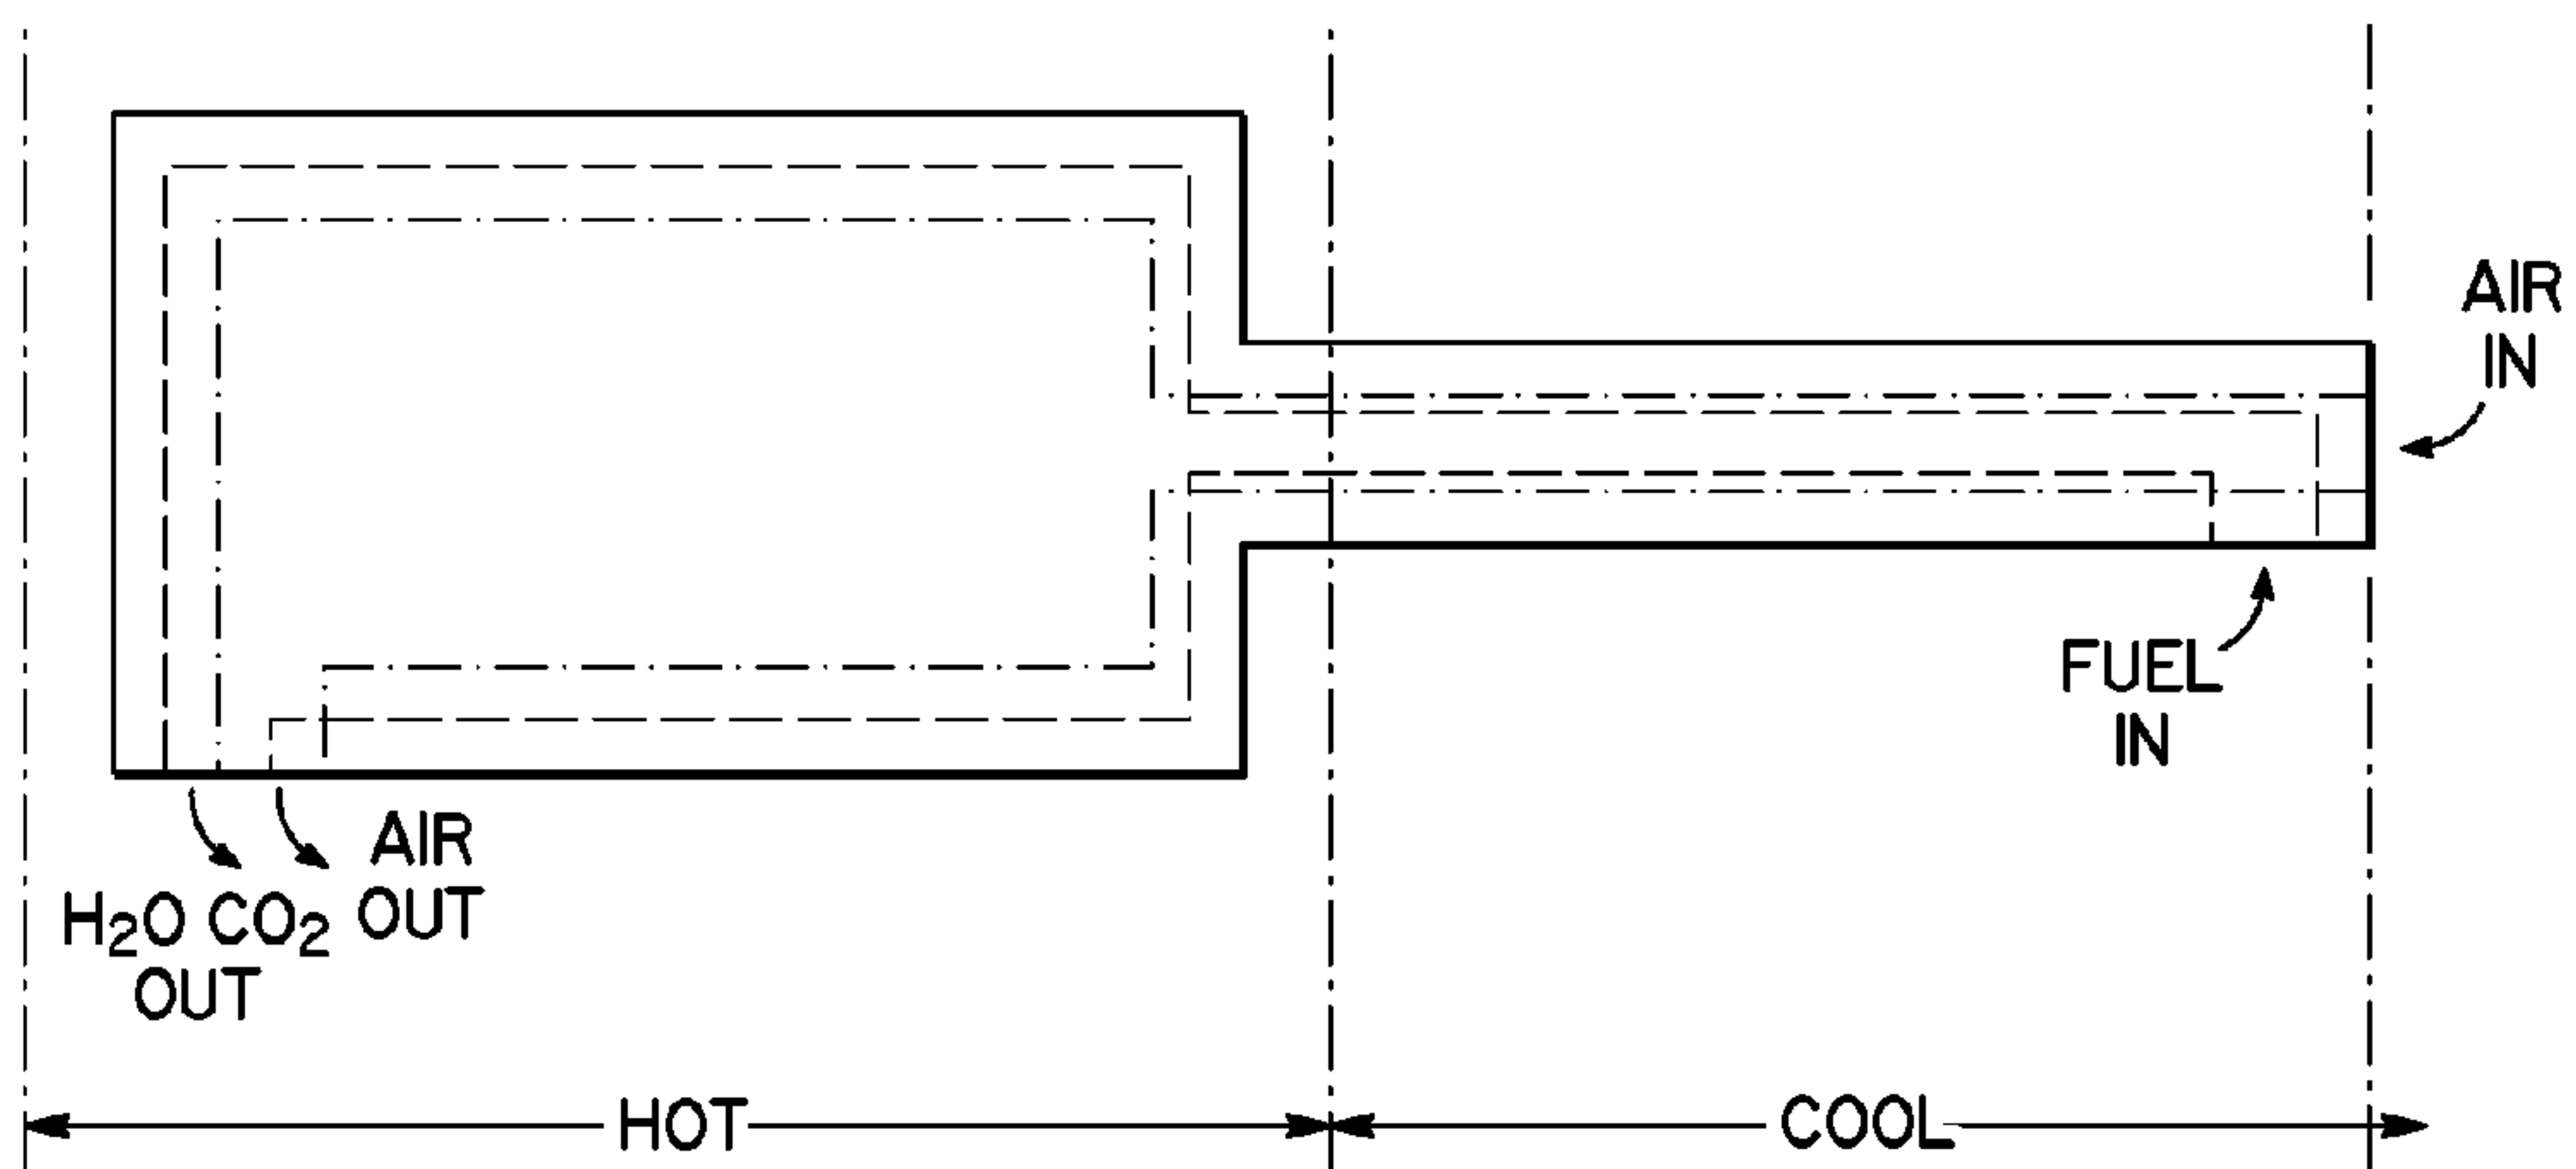 AIR
IN
FUEL
IN
AIR
OUT
H₂O CO₂
OUT
HOT
COOL